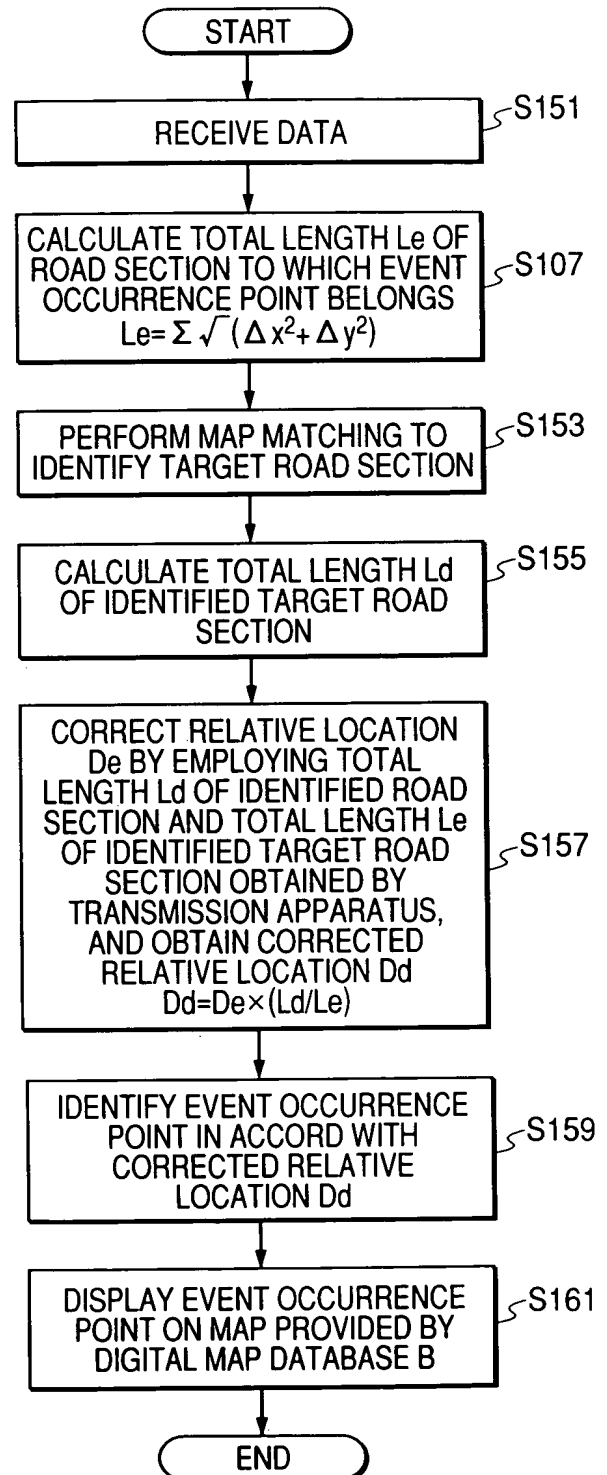 START
RECEIVE DATA
S151
CALCULATE TOTAL LENGTH Le OF
ROAD SECTION TO WHICH EVENT
OCCURRENCE POINT BELONGS
Le= Σ √ (Δ x²+ Δ y²)
S107
PERFORM MAP MATCHING TO
IDENTIFY TARGET ROAD SECTION
S153
CALCULATE TOTAL LENGTH Ld
OF IDENTIFIED TARGET ROAD
SECTION
S155
CORRECT RELATIVE LOCATION
De BY EMPLOYING TOTAL
LENGTH Ld OF IDENTIFIED ROAD
SECTION AND TOTAL LENGTH Le
OF IDENTIFIED TARGET ROAD
SECTION OBTAINED BY
TRANSMISSION APPARATUS,
AND OBTAIN CORRECTED
RELATIVE LOCATION Dd
Dd=De×(Ld/Le)
S157
IDENTIFY EVENT OCCURRENCE
POINT IN ACCORD WITH
CORRECTED RELATIVE
LOCATION Dd
S159
DISPLAY EVENT OCCURRENCE
POINT ON MAP PROVIDED BY
DIGITAL MAP DATABASE B
S161
END